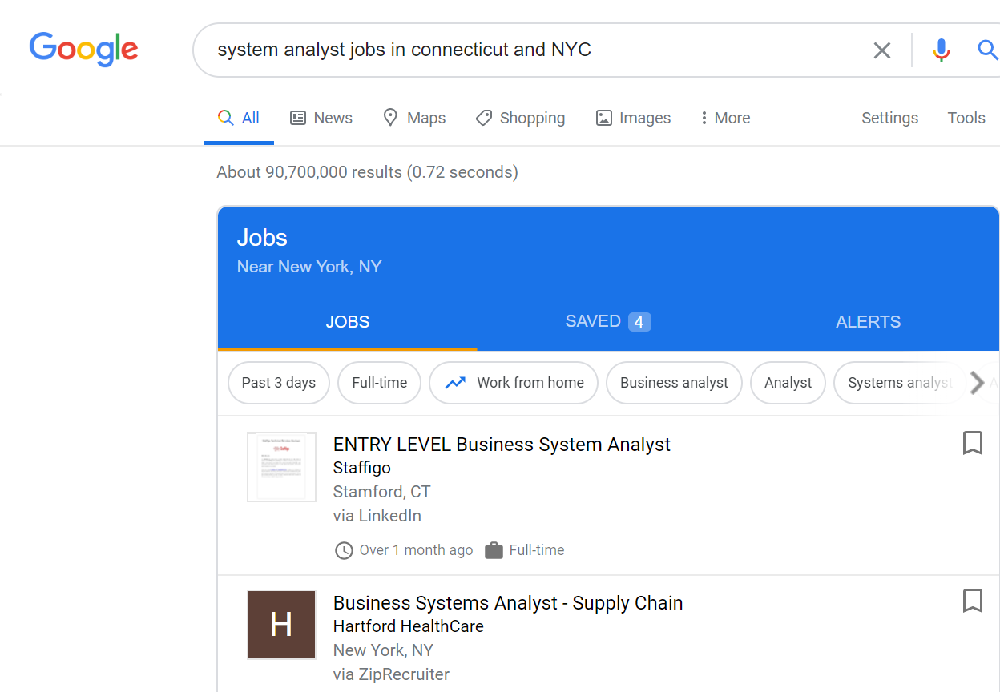 Google
system analyst jobs in connecticut and NYC
All News Maps Shopping Images More Settings Tools
About 90,700,000 results (0.72 seconds)
Jobs
Near New York, NY
JOBS SAVED 4 ALERTS
Past 3 days Full-time Work from home Business analyst Analyst Systems analyst
ENTRY LEVEL Business System Analyst
Staffigo
Stamford, CT
via LinkedIn
Over 1 month ago Full-time
H
Business Systems Analyst - Supply Chain
Hartford HealthCare
New York, NY
via ZipRecruiter